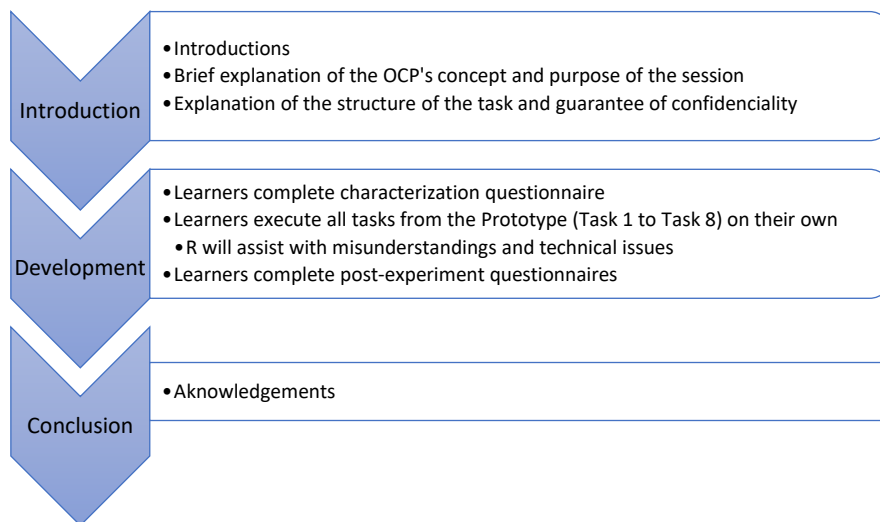 Introduction
•Introductions
•Brief explanation of the OCP's concept and purpose of the session
•Explanation of the structure of the task and guarantee of confidenciality
Development
•Learners complete characterization questionnaire
•Learners execute all tasks from the Prototype (Task 1 to Task 8) on their own
•R will assist with misunderstandings and technical issues
•Learners complete post-experiment questionnaires
Conclusion
•Aknowledgements